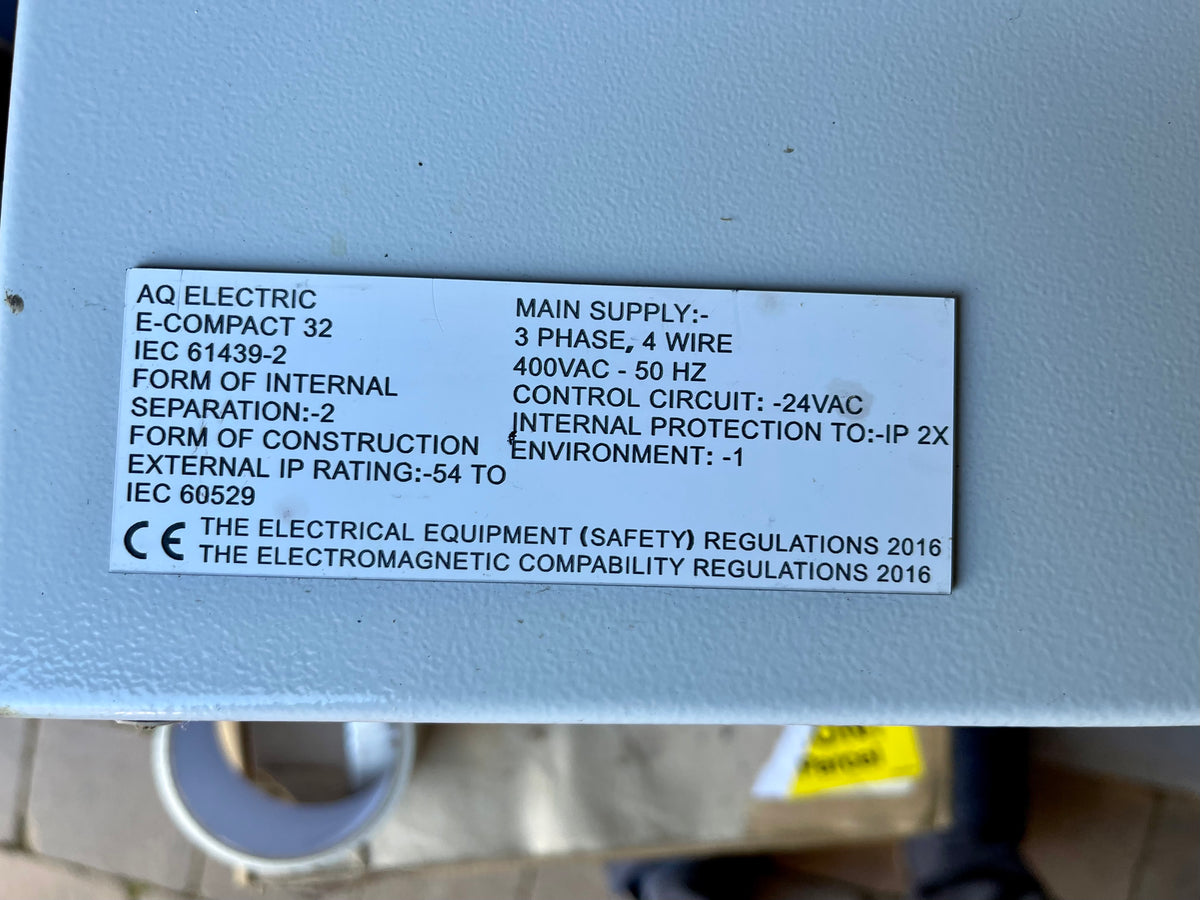 AQ ELECTRIC
E-COMPACT 32
IEC 61439-2
FORM OF INTERNAL
SEPARATION:-2
FORM OF CONSTRUCTION
EXTERNAL IP RATING:-54 TO
IEC 60529
MAIN SUPPLY:-
3 PHASE, 4 WIRE
400VAC - 50 HZ
CONTROL CIRCUIT: -24VAC
INTERNAL PROTECTION TO:-IP 2X
ENVIRONMENT: -1
CE THE ELECTRICAL EQUIPMENT (SAFETY) REGULATIONS 2016
THE ELECTROMAGNETIC COMPABILITY REGULATIONS 2016
Parcel